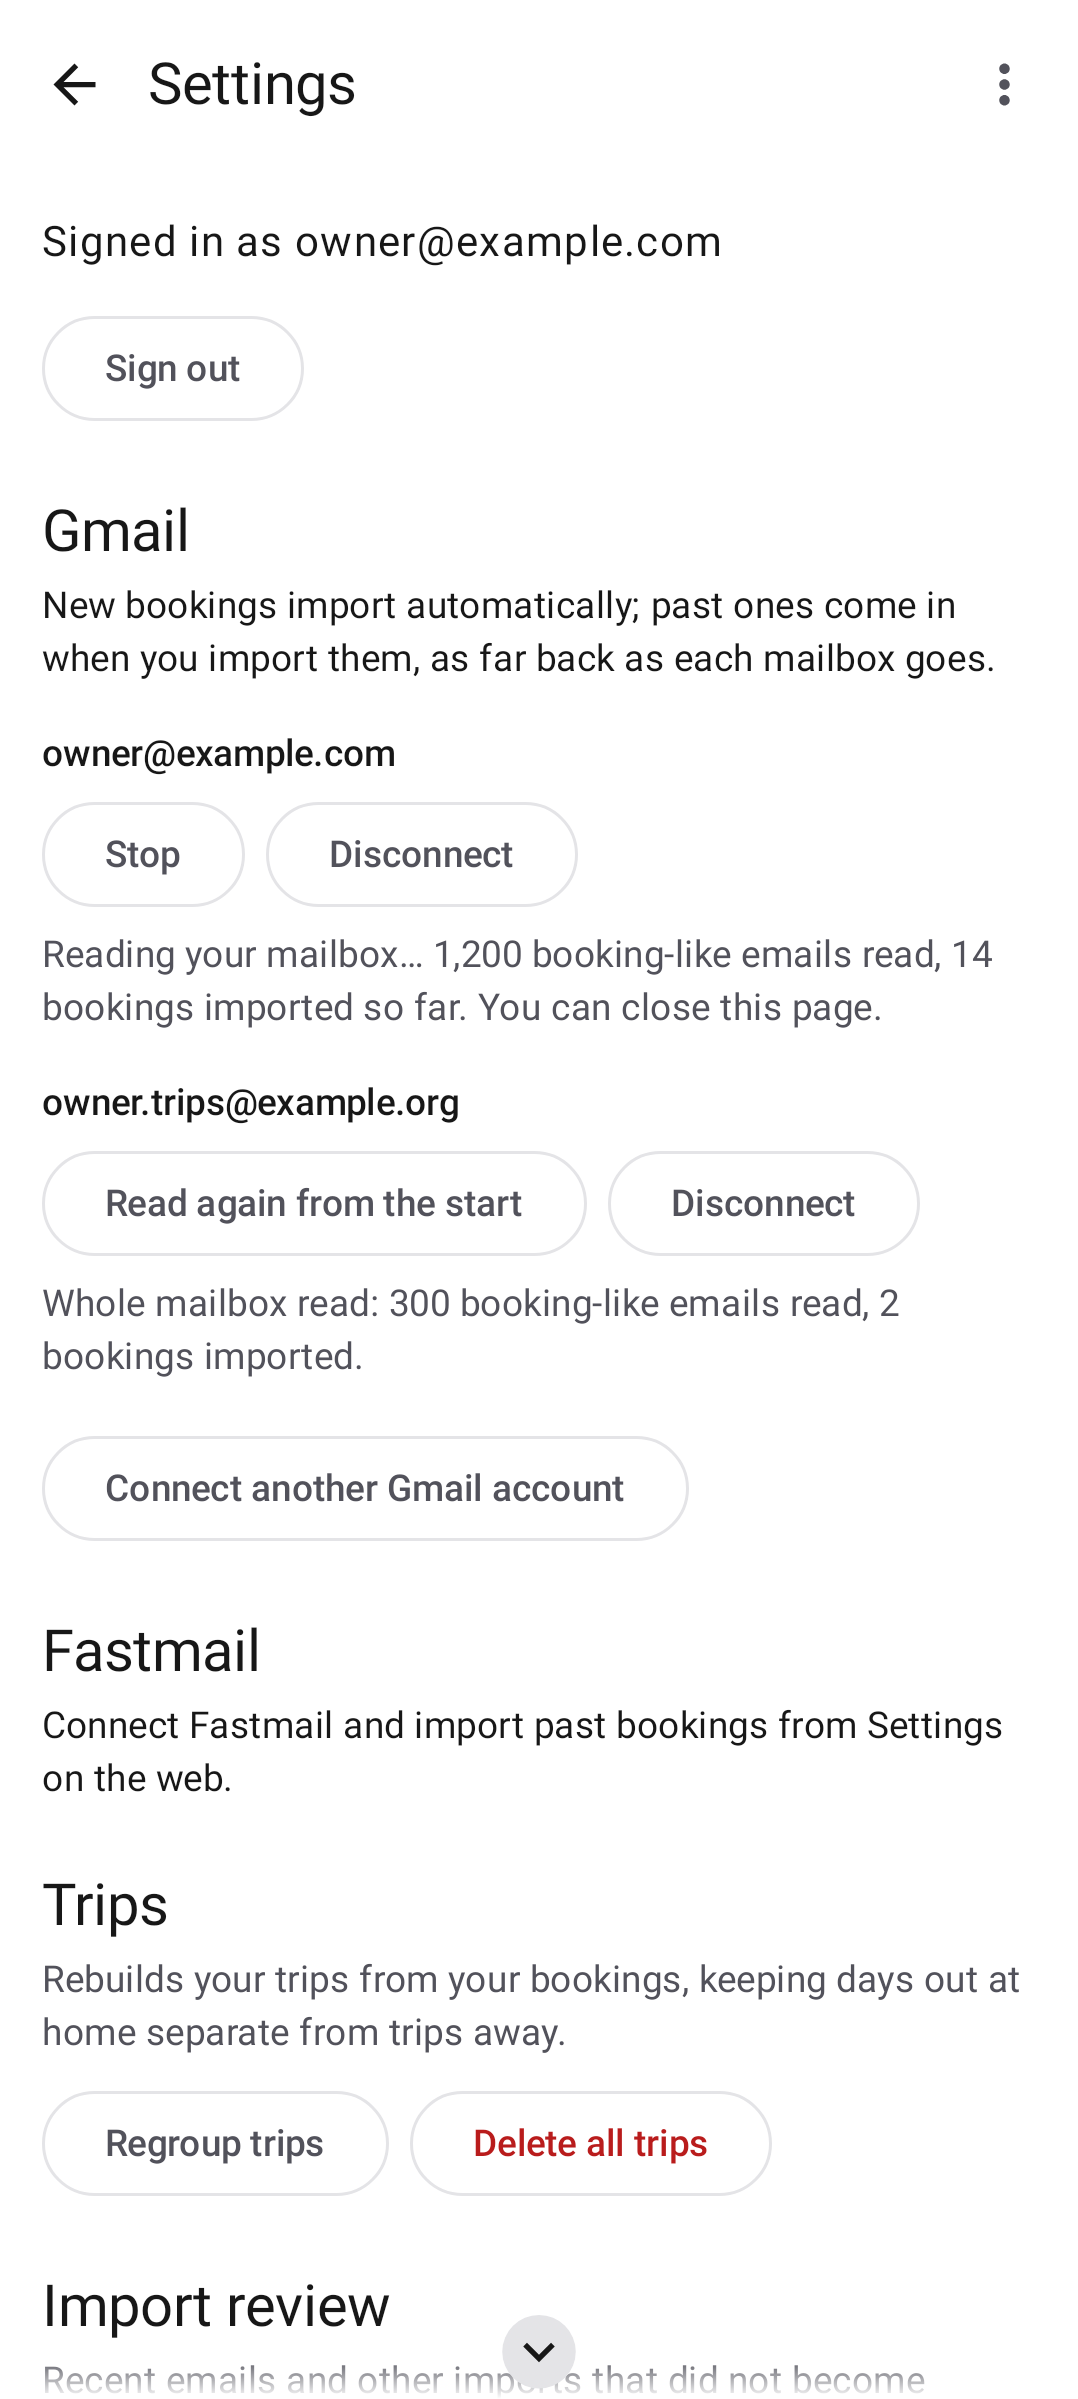 Settings
Signed in as owner@example.com
Sign out
Gmail
New bookings import automatically; past ones come in
when you import them, as far back as each mailbox goes.
owner@example.com
Stop
Disconnect
Reading your mailbox… 1,200 booking-like emails read, 14
bookings imported so far. You can close this page.
owner.trips@example.org
Read again from the start
Disconnect
Whole mailbox read: 300 booking-like emails read, 2
bookings imported.
Connect another Gmail account
Fastmail
Connect Fastmail and import past bookings from Settings
on the web.
Trips
Rebuilds your trips from your bookings, keeping days out at
home separate from trips away.
Regroup trips
Delete all trips
Import review
Recent emails and other imports that did not become